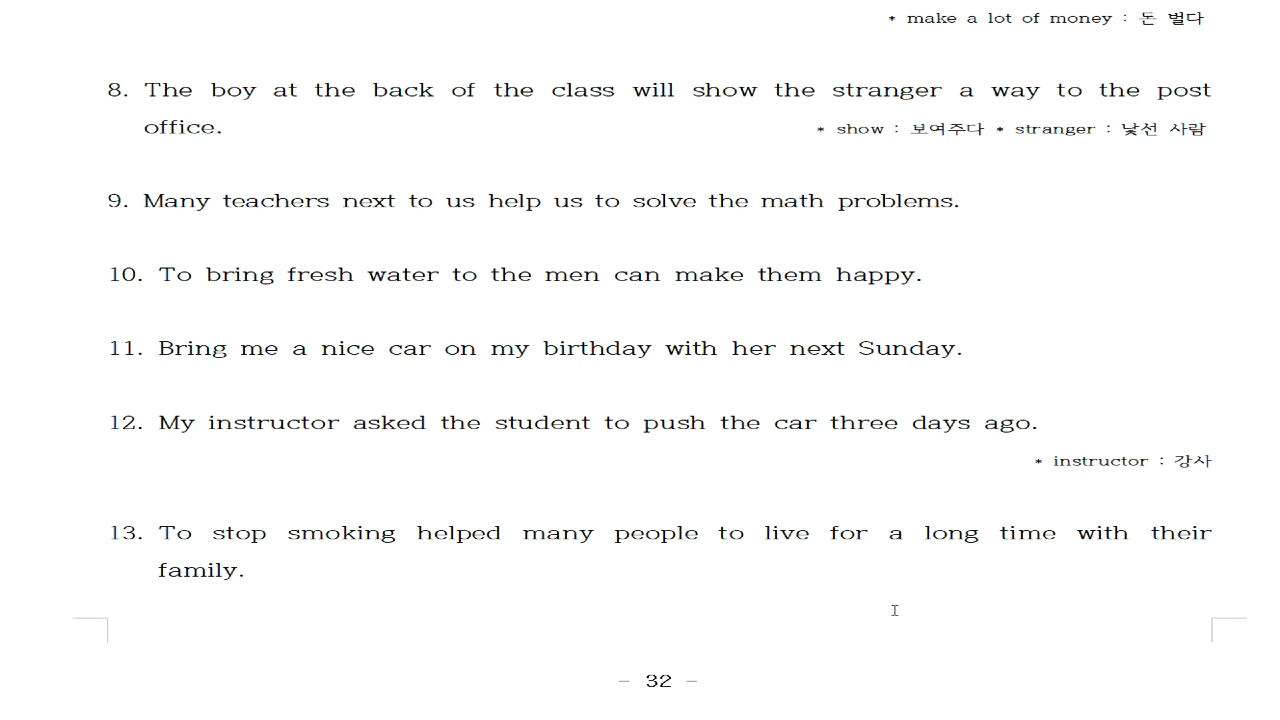 * make a lot of money : 돈 벌다
8. The boy at the back of the class will show the stranger a way to the post
office.
* show : 보여주다 * stranger : 낯선 사람
9. Many teachers next to us help us to solve the math problems.
10. To bring fresh water to the men can make them happy.
11. Bring me a nice car on my birthday with her next Sunday.
12. My instructor asked the student to push the car three days ago.
* instructor : 강사
13. To stop smoking helped many people to live for a long time with their
family.
- 32 -